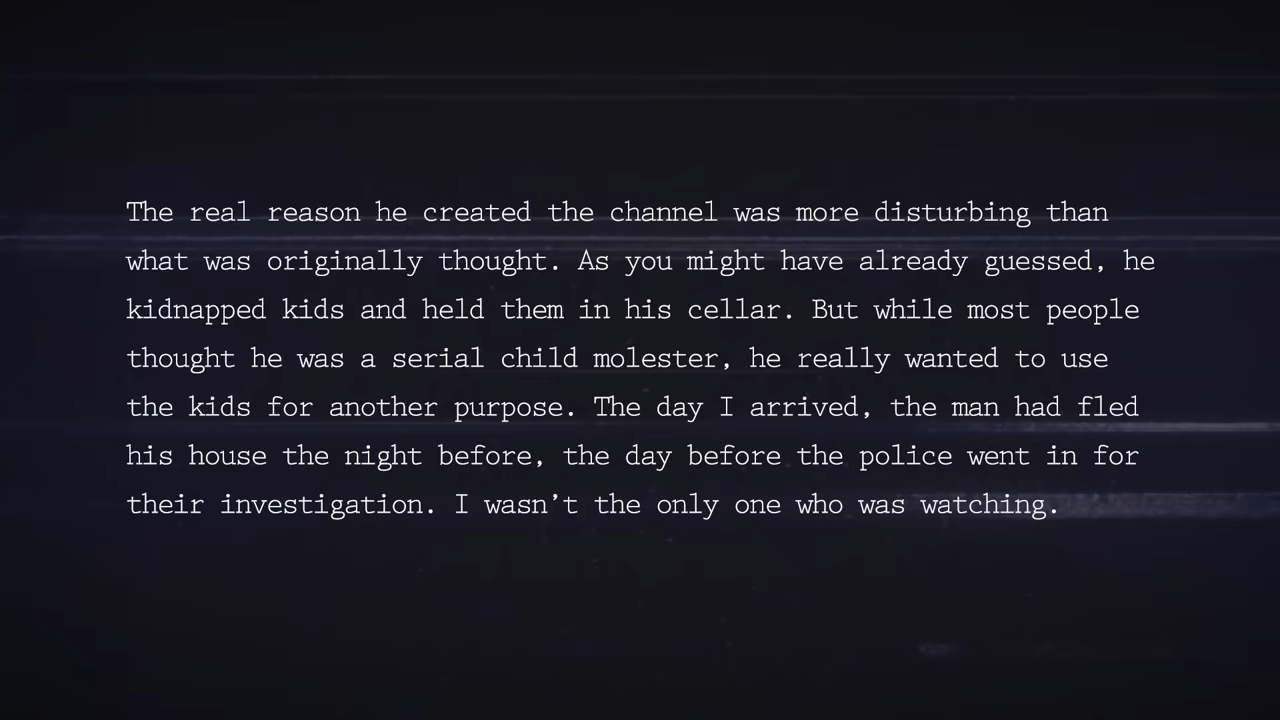 The real reason he created the channel was more disturbing than
what was originally thought. As you might have already guessed, he
kidnapped kids and held them in his cellar. But while most people
thought he was a serial child molester, he really wanted to use
the kids for another purpose. The day I arrived, the man had fled
his house the night before, the day before the police went in for
their investigation. I wasn’t the only one who was watching.